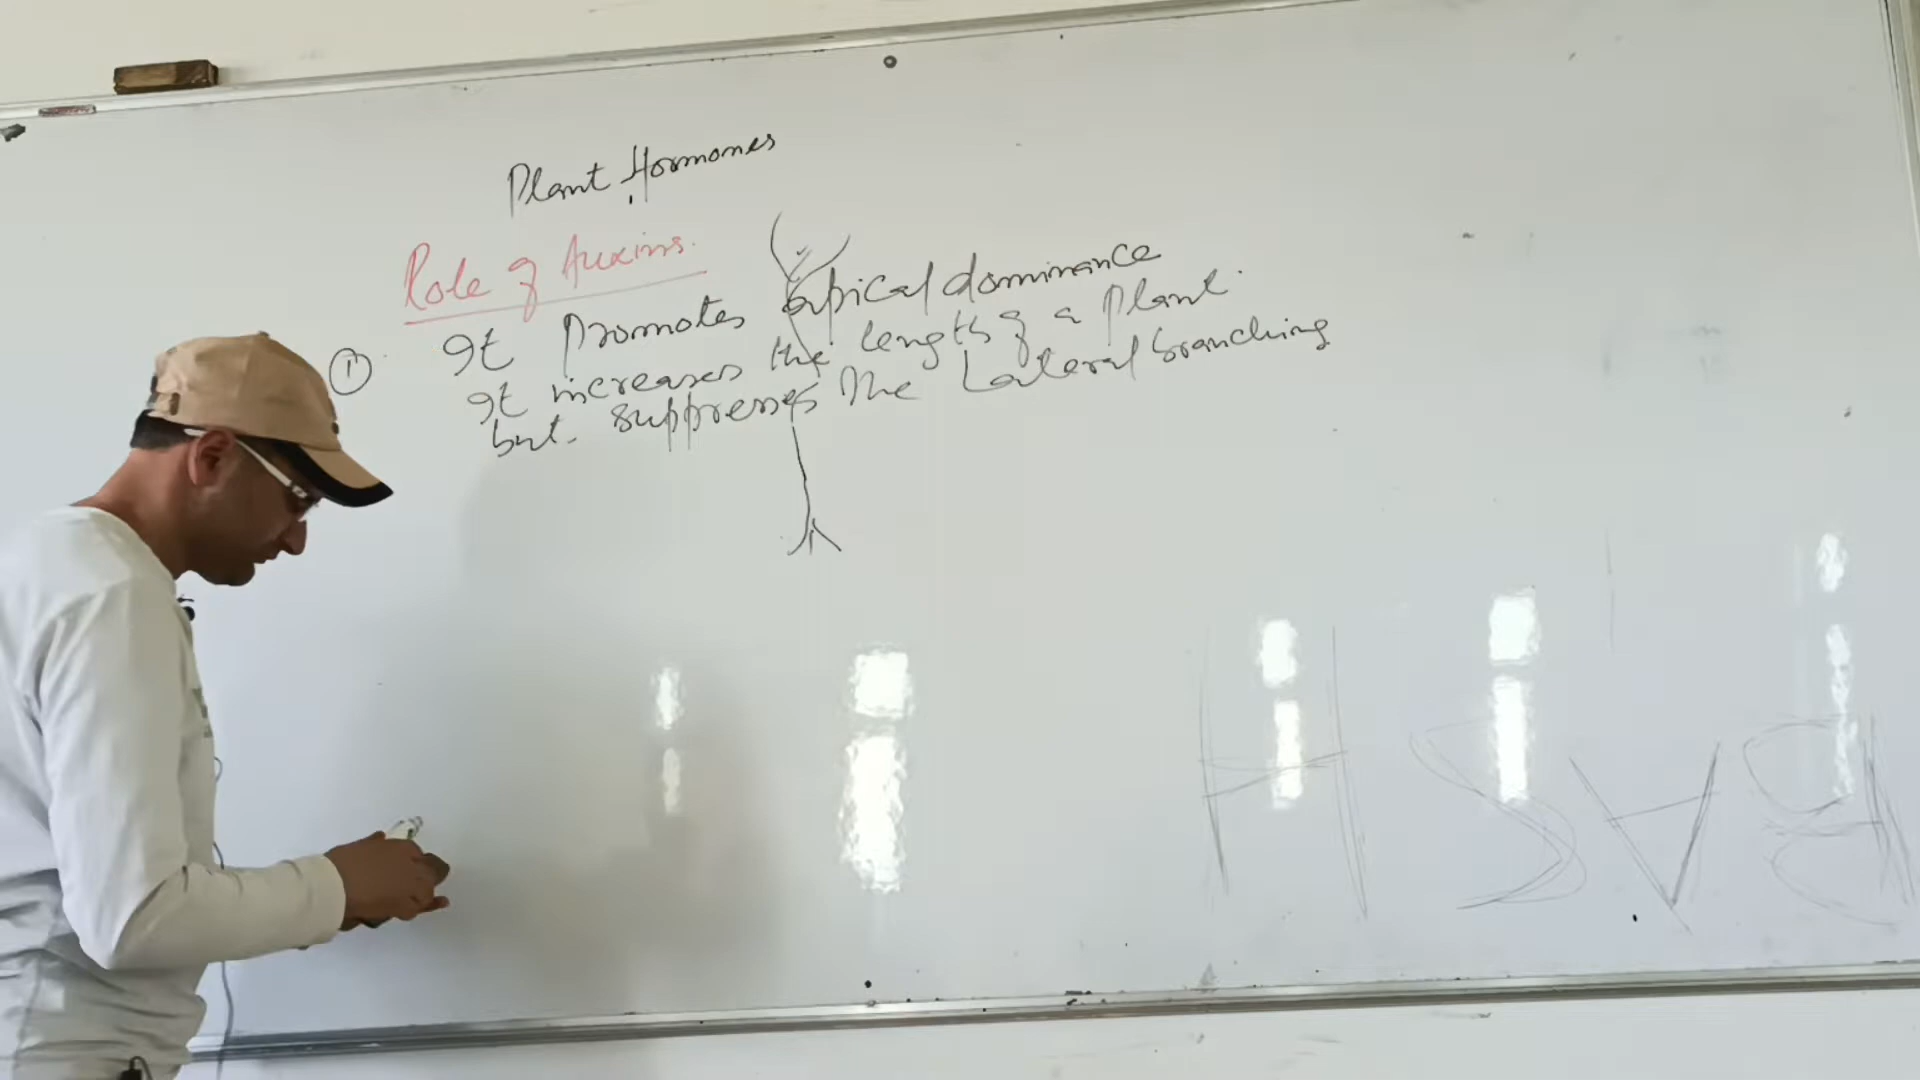 Plant Hormones
Role of Auxins.
① It promotes apical dominance
It increases the length of a plant.
but suppresses the Lateral branching
BASH